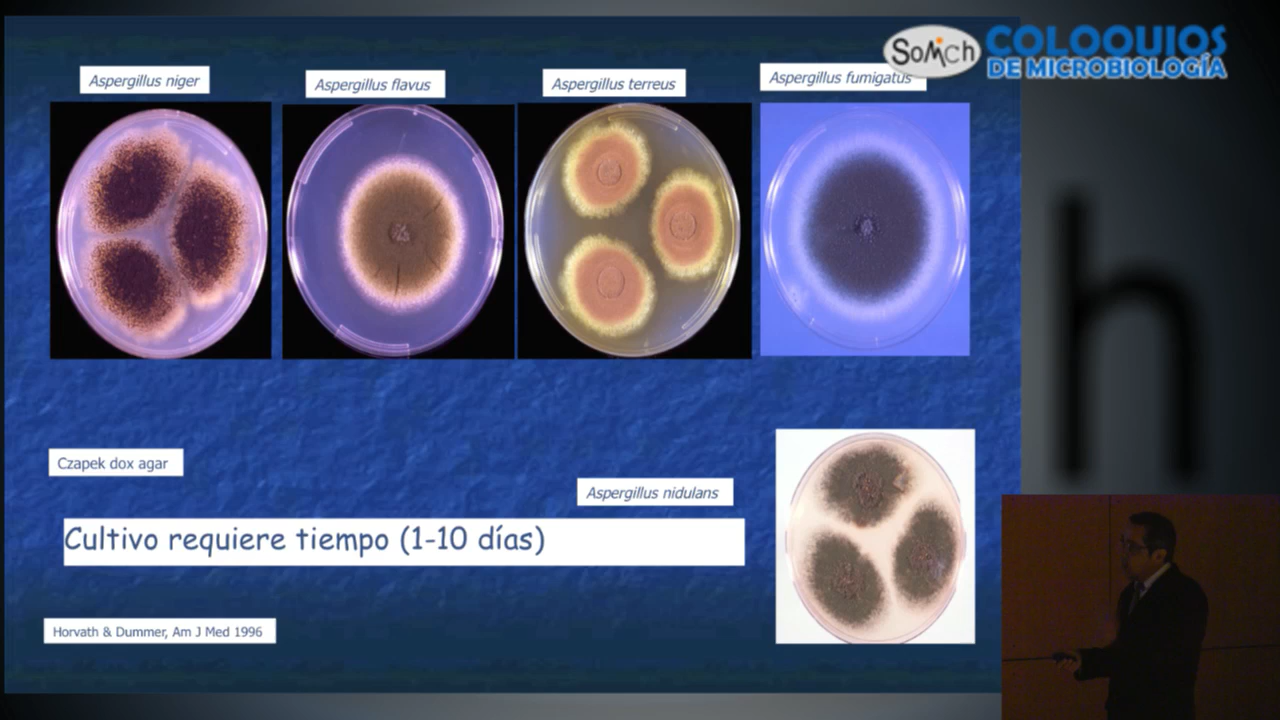 SoMCh
COLOQUIOS
DE MICROBIOLOGÍA
Aspergillus niger
Aspergillus flavus
Aspergillus terreus
Aspergillus fumigatus
Czapek dox agar
Aspergillus nidulans
Cultivo requiere tiempo (1-10 días)
Horvath & Dummer, Am J Med 1996
h